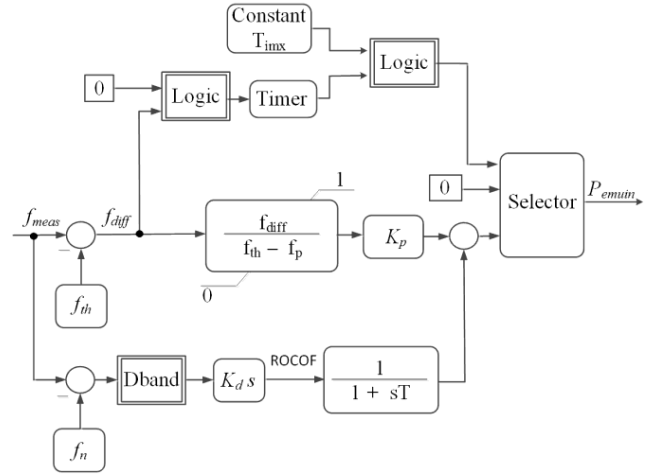 Constant
T_imx
Logic
0
Logic
Timer
1
f_meas
f_diff
f_diff
f_th − f_p
K_p
0
Selector
P_emuin
−
0
f_th
ROCOF
Dband
K_d s
1
1 + sT
−
f_n